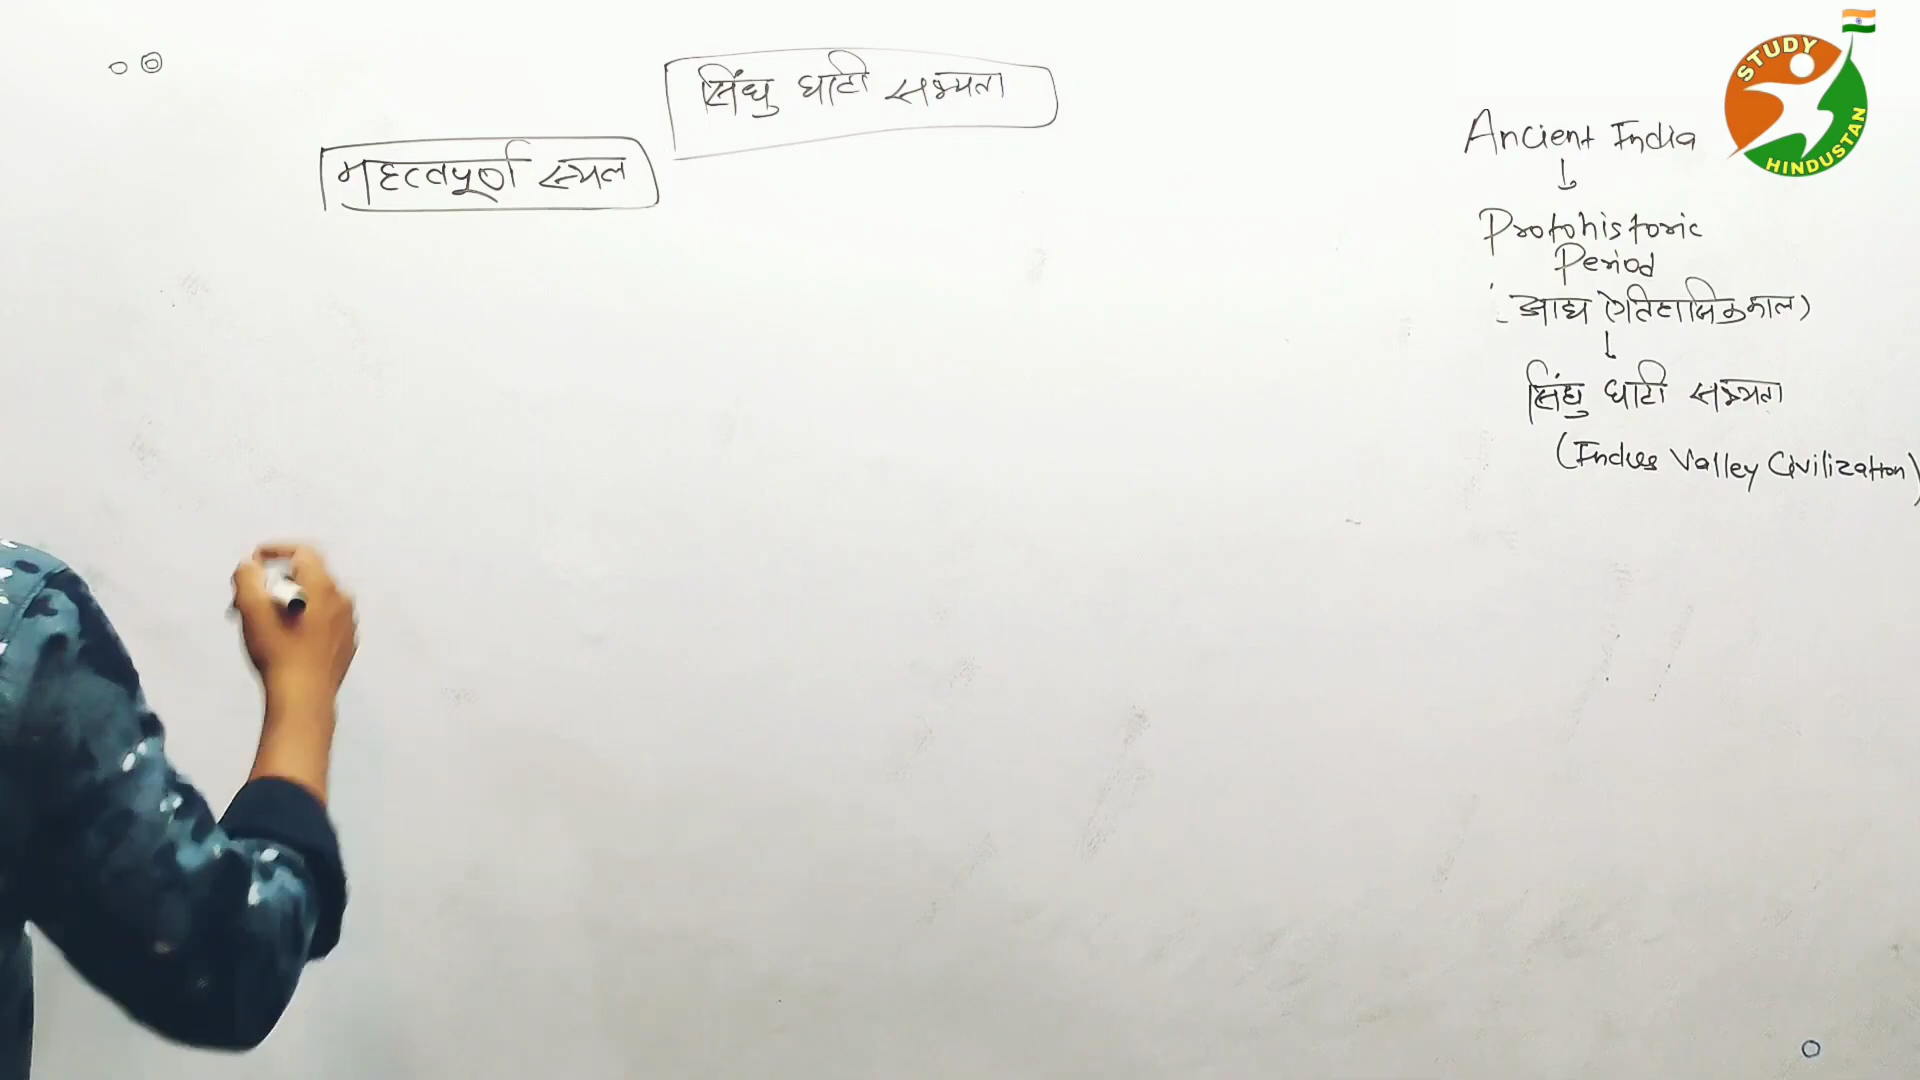 सिंधु घाटी सभ्यता
महत्वपूर्ण स्थल
STUDY
HINDUSTAN
Ancient India
Protohistoric
Period
आद्य ऐतिहासिक काल)
सिंधु घाटी सभ्यता
(Indus Valley Civilization)